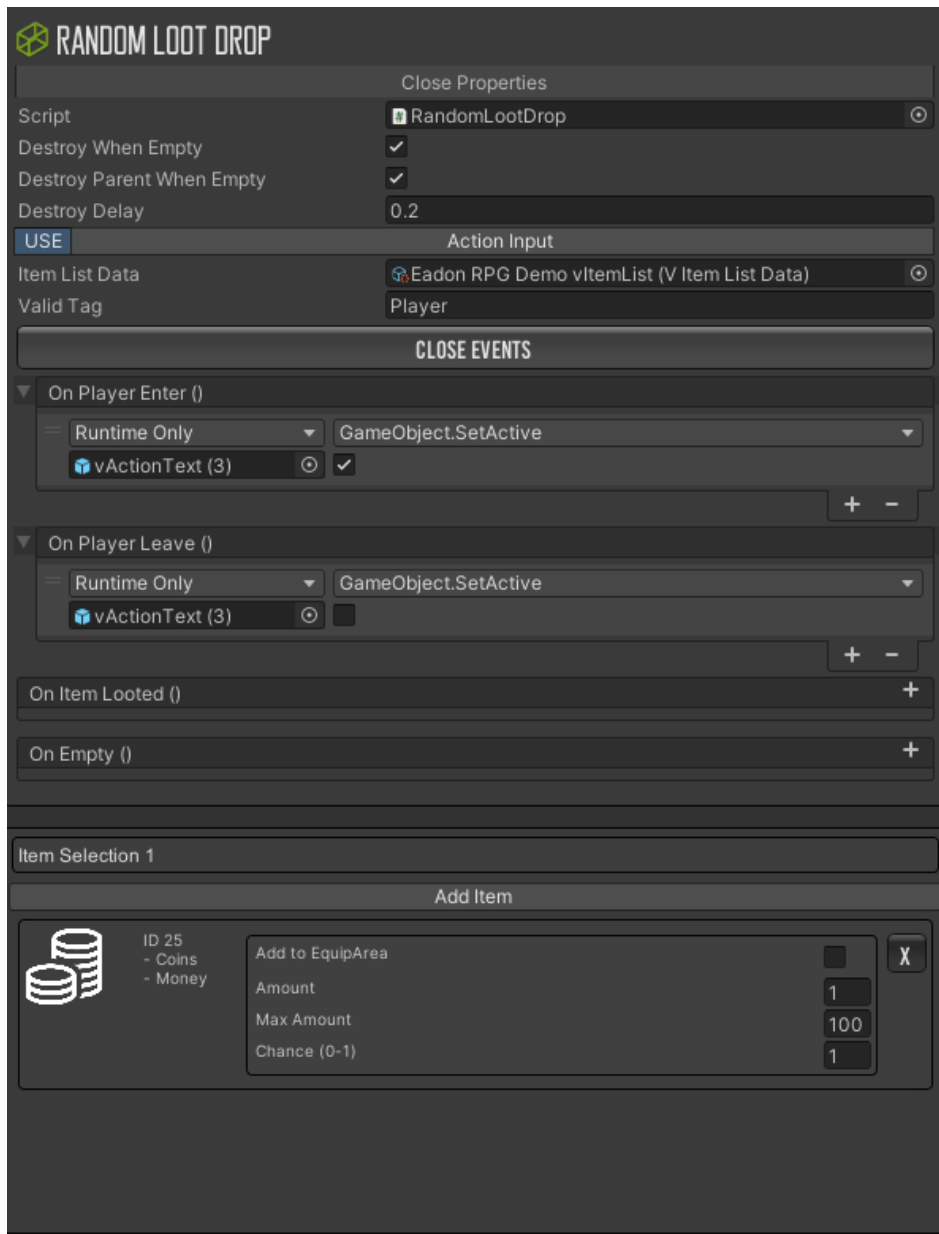 RANDOM LOOT DROP
Close Properties
Script RandomLootDrop
Destroy When Empty
Destroy Parent When Empty
Destroy Delay 0.2
USE Action Input
Item List Data Eadon RPG Demo vItemList (V Item List Data)
Valid Tag Player
CLOSE EVENTS
On Player Enter ()
Runtime Only GameObject.SetActive
vActionText (3)
On Player Leave ()
Runtime Only GameObject.SetActive
vActionText (3)
On Item Looted ()
On Empty ()
Item Selection 1
Add Item
ID 25
- Coins
- Money
Add to EquipArea
Amount 1
Max Amount 100
Chance (0-1) 1
X